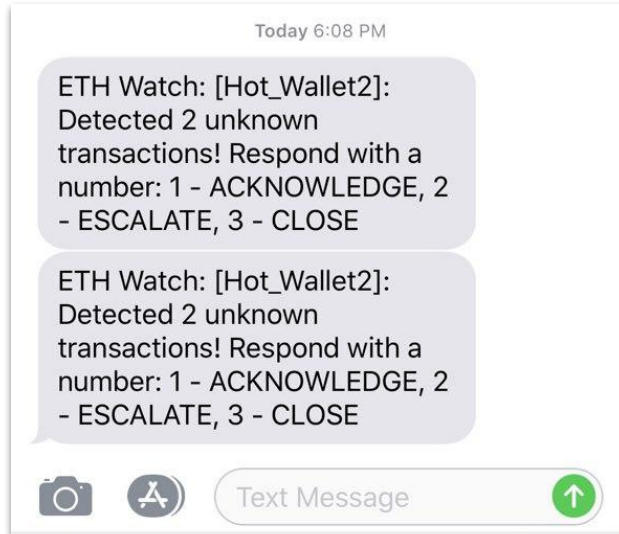 Today 6:08 PM
ETH Watch: [Hot_Wallet2]:
Detected 2 unknown
transactions! Respond with a
number: 1 - ACKNOWLEDGE, 2
- ESCALATE, 3 - CLOSE
ETH Watch: [Hot_Wallet2]:
Detected 2 unknown
transactions! Respond with a
number: 1 - ACKNOWLEDGE, 2
- ESCALATE, 3 - CLOSE
Text Message